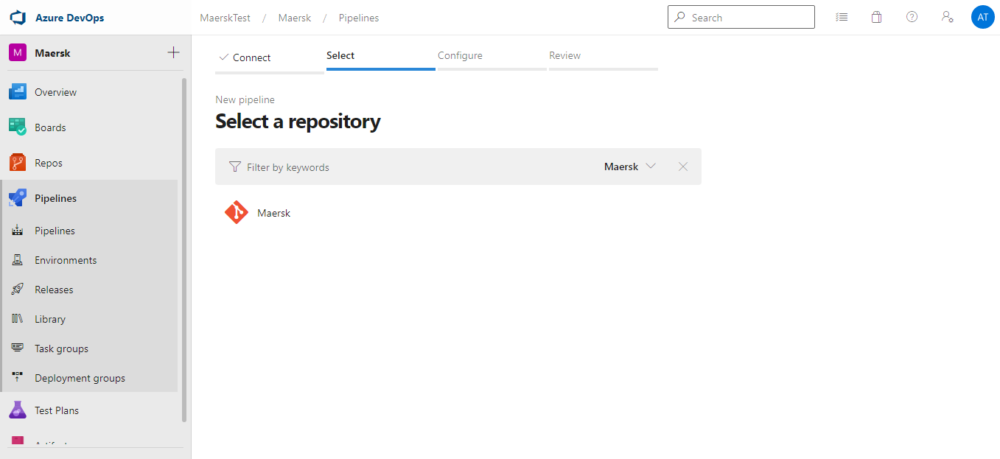 Azure DevOps
MaerskTest / Maersk / Pipelines
Search
AT
M Maersk
Overview
Boards
Repos
Pipelines
Pipelines
Environments
Releases
Library
Task groups
Deployment groups
Test Plans
Connect
Select
Configure
Review
New pipeline
Select a repository
Filter by keywords
Maersk
Maersk